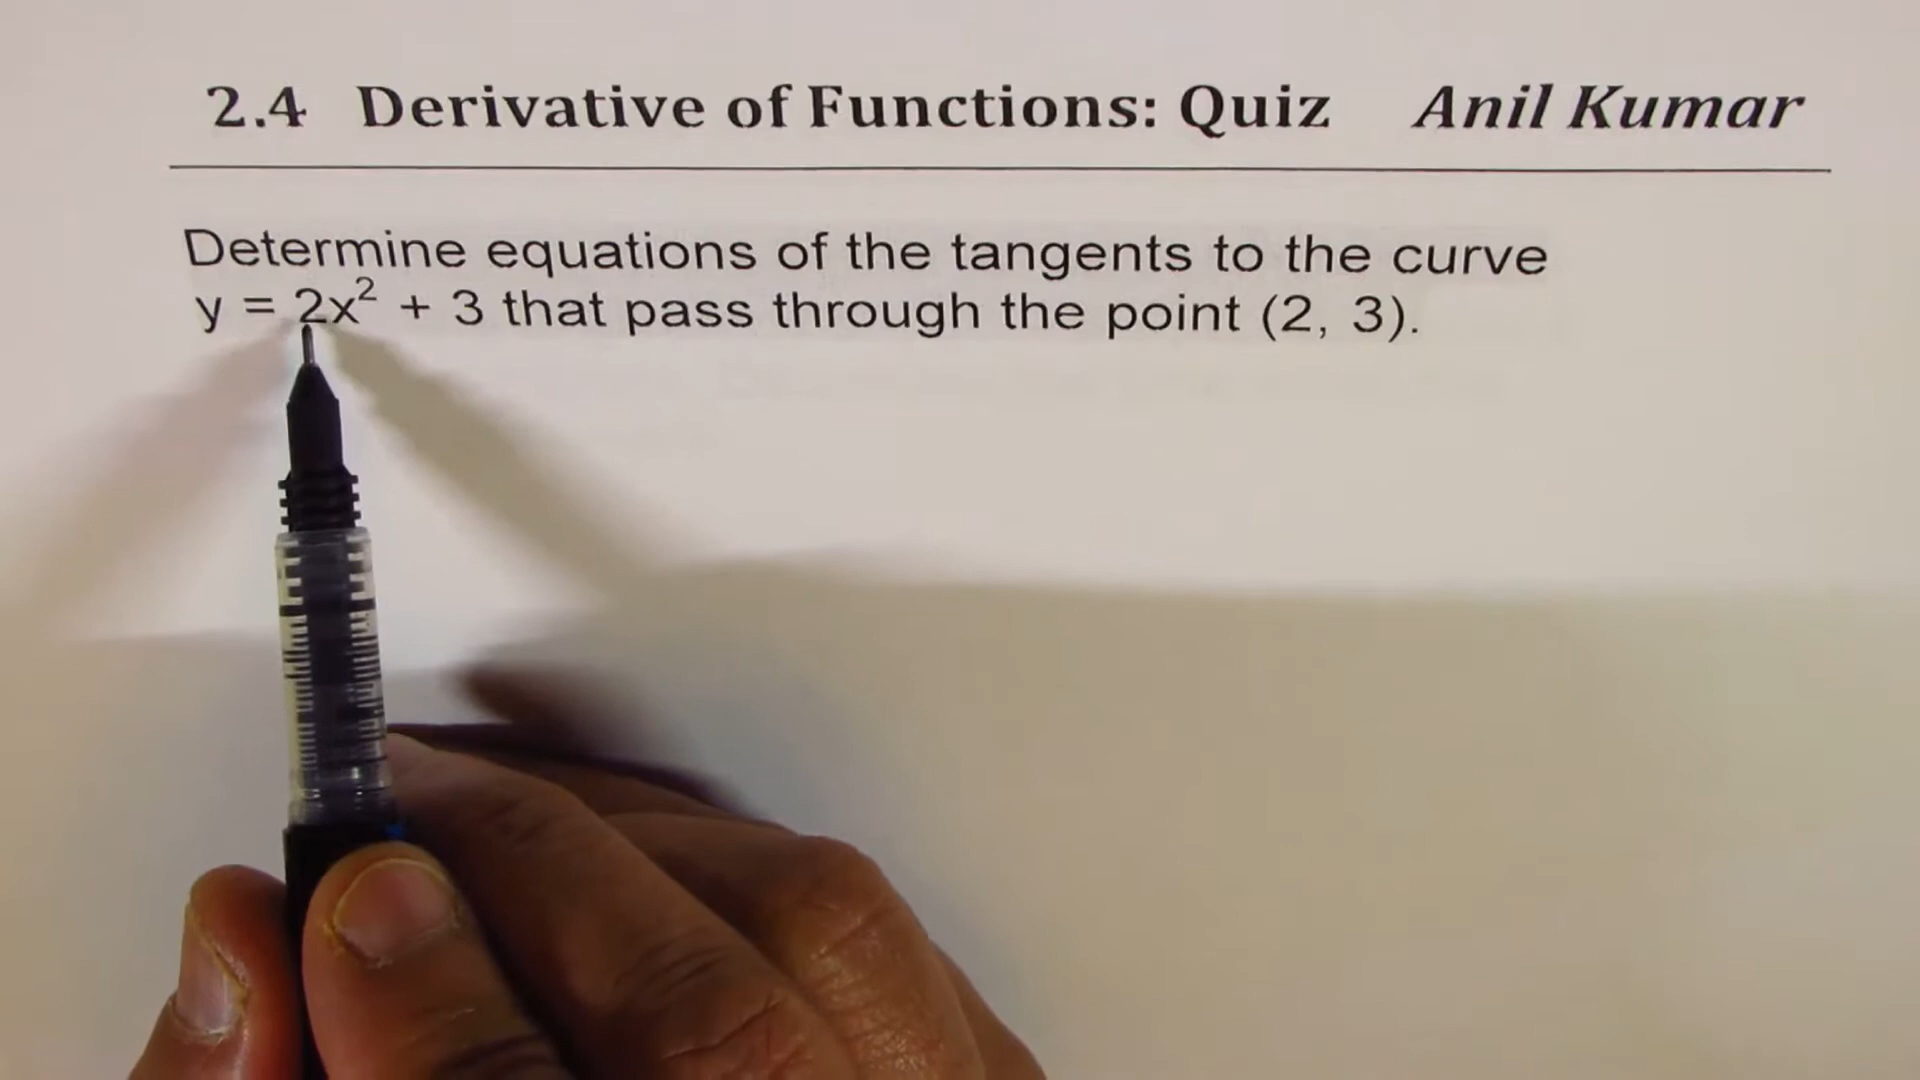 2.4 Derivative of Functions: Quiz Anil Kumar
Determine equations of the tangents to the curve
y = 2x² + 3 that pass through the point (2, 3).